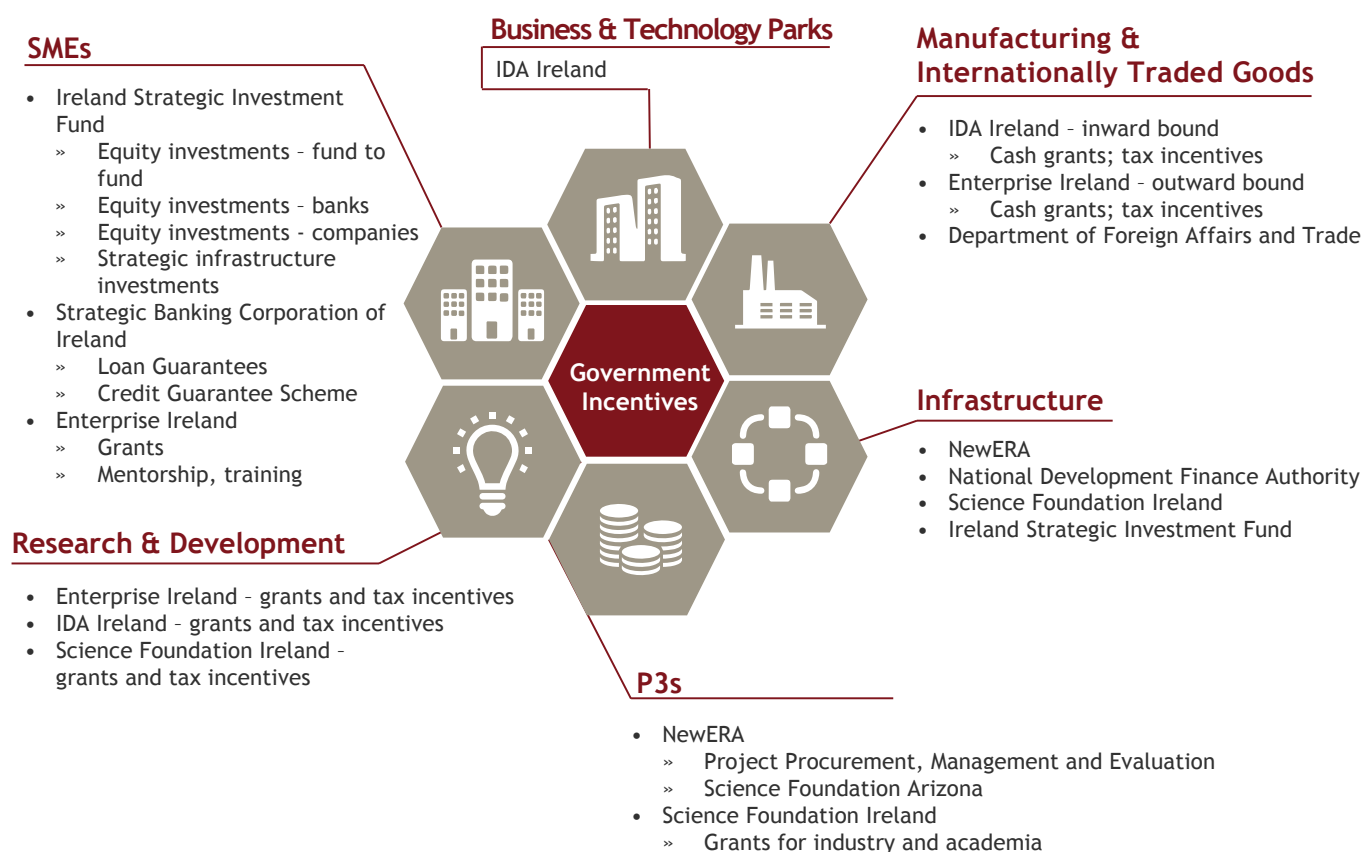 SMEs
• Ireland Strategic Investment
Fund
» Equity investments – fund to
fund
» Equity investments – banks
» Equity investments - companies
» Strategic infrastructure
investments
• Strategic Banking Corporation of
Ireland
» Loan Guarantees
» Credit Guarantee Scheme
• Enterprise Ireland
» Grants
» Mentorship, training
Business & Technology Parks
IDA Ireland
Manufacturing &
Internationally Traded Goods
• IDA Ireland – inward bound
» Cash grants; tax incentives
• Enterprise Ireland – outward bound
» Cash grants; tax incentives
• Department of Foreign Affairs and Trade
Government
Incentives
Infrastructure
• NewERA
• National Development Finance Authority
• Science Foundation Ireland
• Ireland Strategic Investment Fund
Research & Development
• Enterprise Ireland – grants and tax incentives
• IDA Ireland – grants and tax incentives
• Science Foundation Ireland –
grants and tax incentives
P3s
• NewERA
» Project Procurement, Management and Evaluation
» Science Foundation Arizona
• Science Foundation Ireland
» Grants for industry and academia